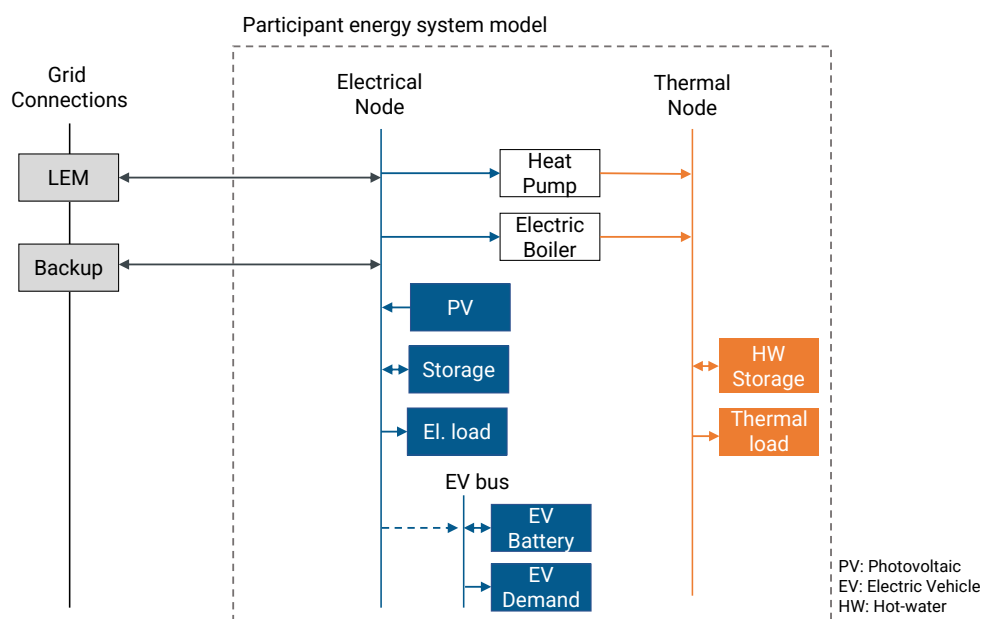 Participant energy system model
Grid
Connections
Electrical
Node
Thermal
Node
LEM
Heat
Pump
Electric
Boiler
Backup
PV
Storage
HW
Storage
El. load
Thermal
load
EV bus
EV
Battery
EV
Demand
PV: Photovoltaic
EV: Electric Vehicle
HW: Hot-water